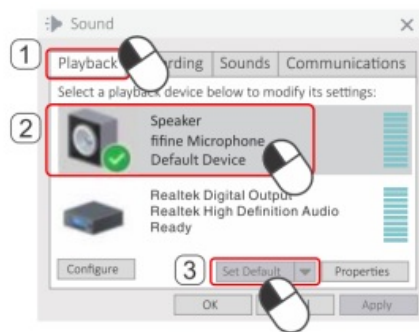 Sound
1
Playback rding Sounds Communications
Select a playback device below to modify its settings:
2
Speaker
fifine Microphone
Default Device
Realtek Digital Output
Realtek High Definition Audio
Ready
Configure 3 Set Default Properties
OK Apply